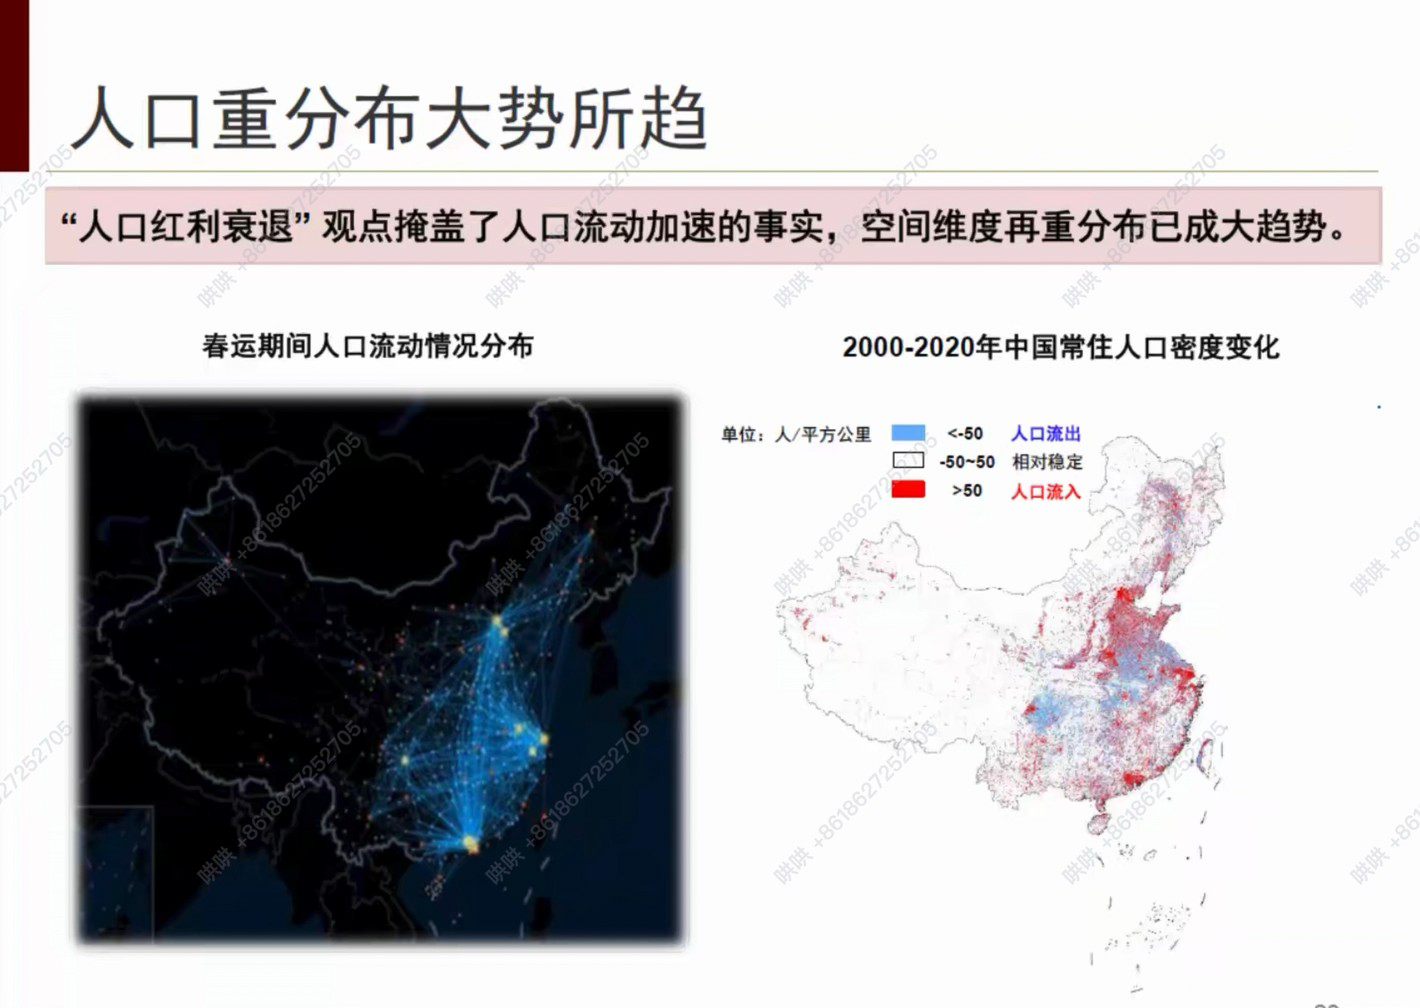 人口重分布大势所趋
“人口红利衰退” 观点掩盖了人口流动加速的事实，空间维度再重分布已成大趋势。
春运期间人口流动情况分布
2000-2020年中国常住人口密度变化
单位：人/平方公里 <-50 人口流出
-50~50 相对稳定
>50 人口流入
哄哄 +8618627252705